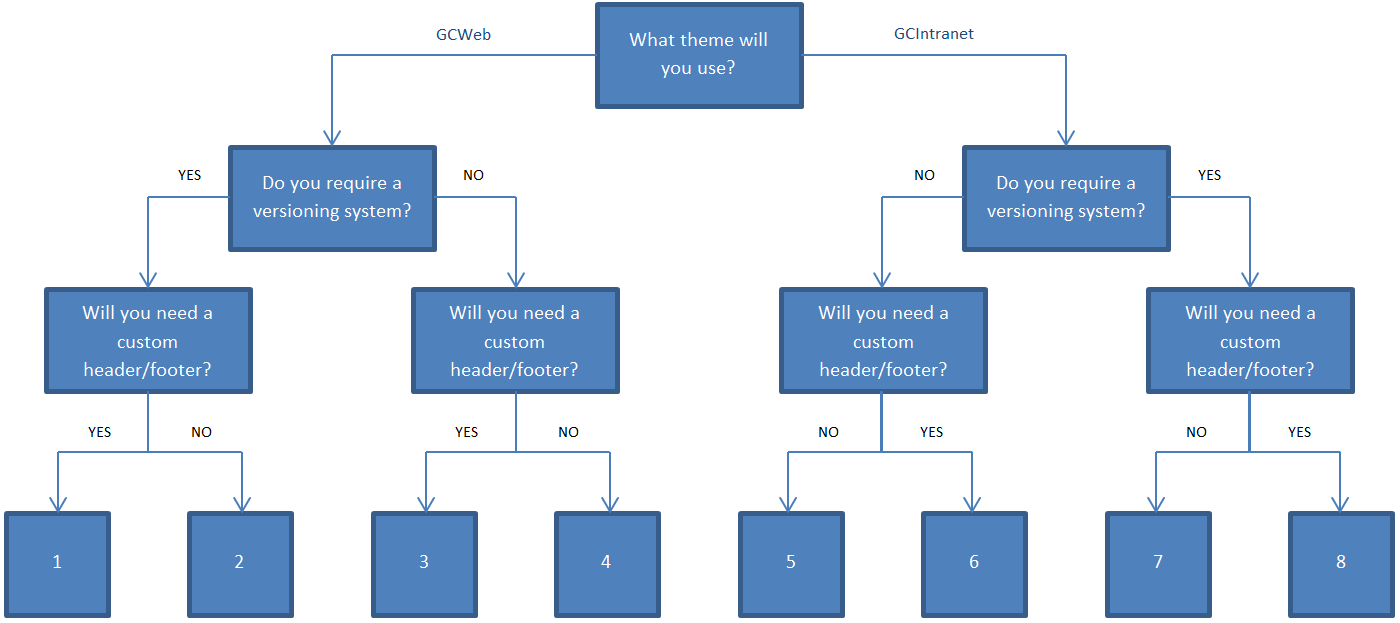 GCWeb
What theme will
you use?
GCIntranet
YES
Do you require a
versioning system?
NO
NO
Do you require a
versioning system?
YES
Will you need a
custom
header/footer?
Will you need a
custom
header/footer?
Will you need a
custom
header/footer?
Will you need a
custom
header/footer?
YES
NO
YES
NO
NO
YES
NO
YES
1
2
3
4
5
6
7
8